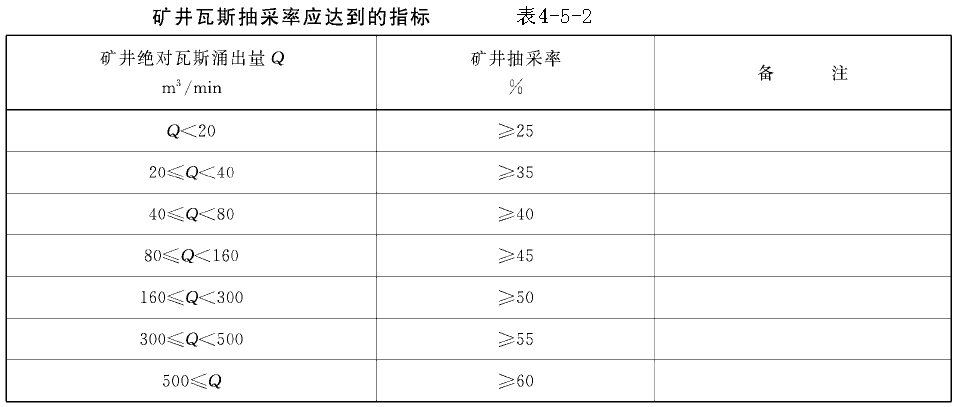 矿井瓦斯抽采率应达到的指标 表4-5-2
矿井绝对瓦斯涌出量 Q 矿井抽采率 备 注
m³/min %
Q<20 ≥25
20≤Q<40 ≥35
40≤Q<80 ≥40
80≤Q<160 ≥45
160≤Q<300 ≥50
300≤Q<500 ≥55
500≤Q ≥60